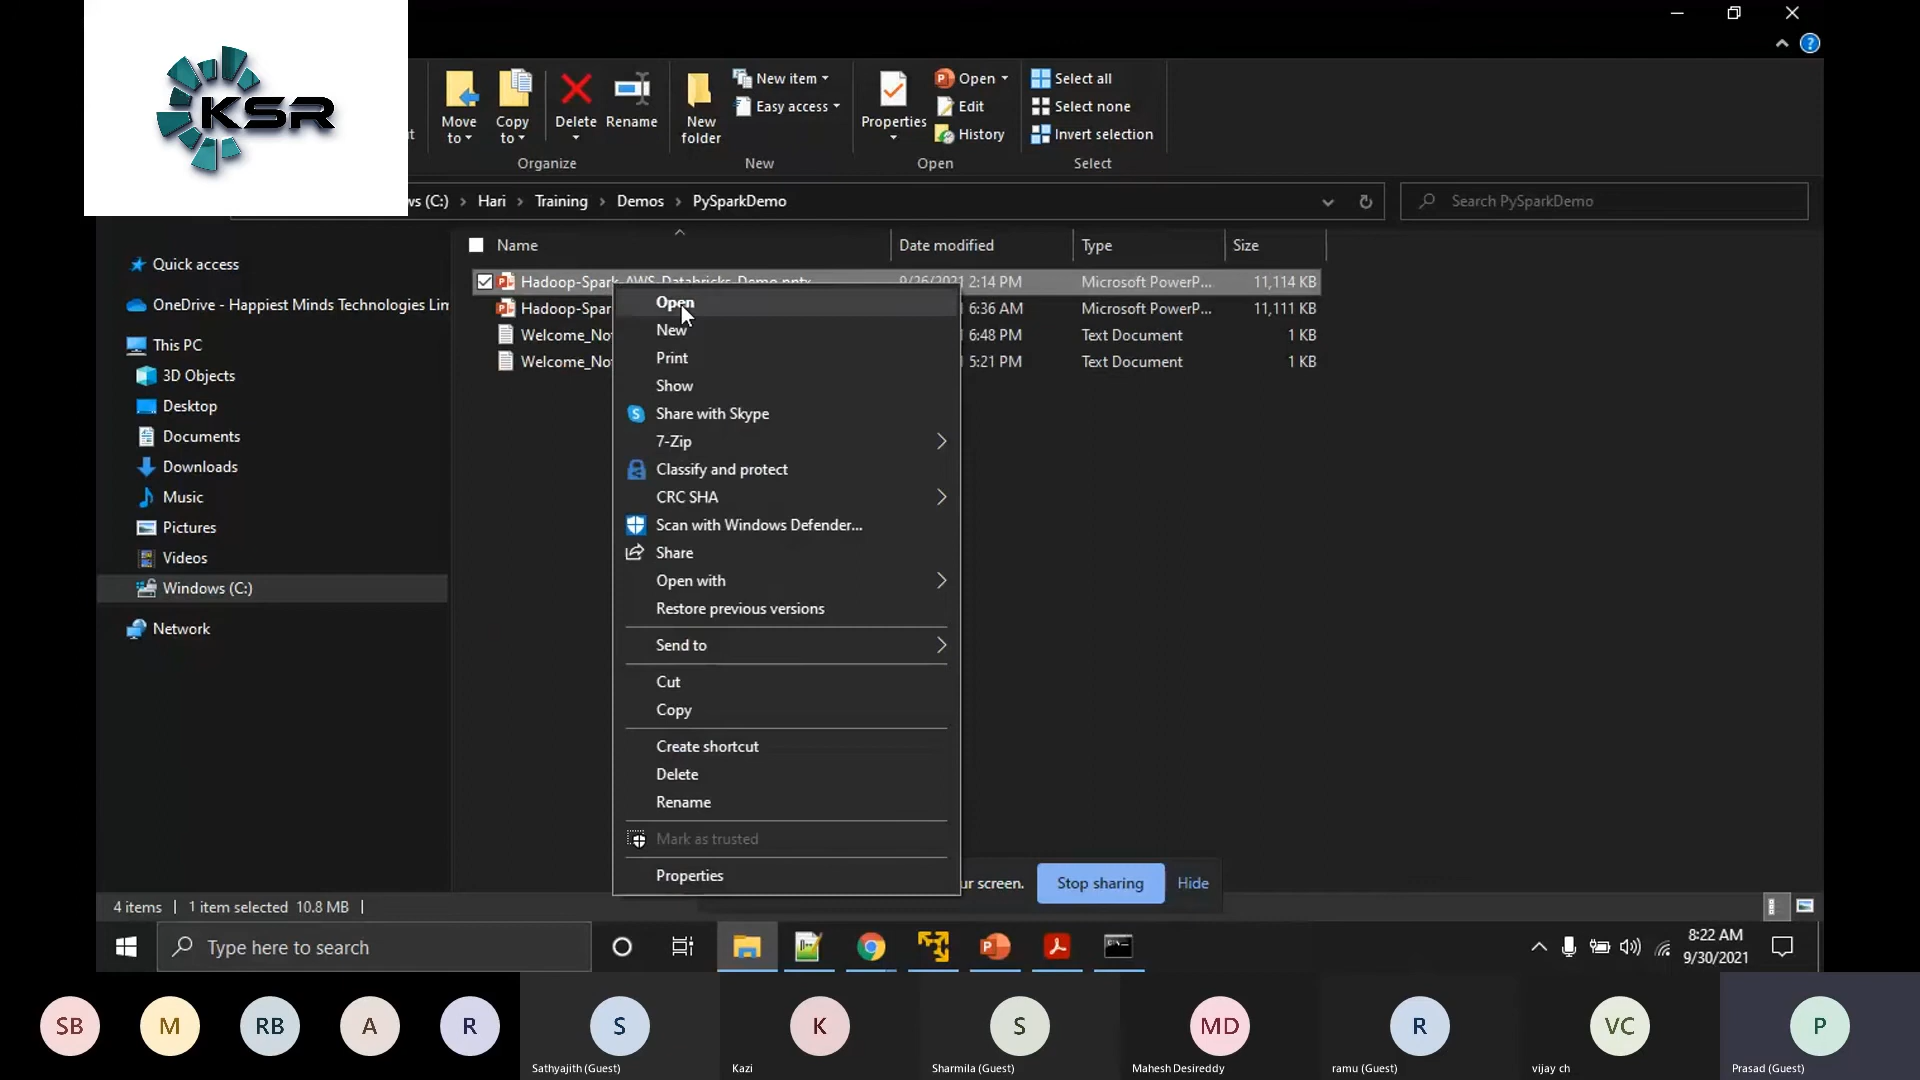 KSR
Move to
Copy to
Delete
Rename
New folder
New item
Easy access
Properties
Open
Edit
History
Select all
Select none
Invert selection
Organize
New
Open
Select
ws (C:) > Hari > Training > Demos > PySparkDemo
Search PySparkDemo
Name
Date modified
Type
Size
Quick access
OneDrive - Happiest Minds Technologies Lim
This PC
3D Objects
Desktop
Documents
Downloads
Music
Pictures
Videos
Windows (C:)
Network
Hadoop-Spark_AWS_Databricks_Demo.pptx 9/26/2021 2:14 PM Microsoft PowerP... 11,114 KB
Hadoop-Spar 6:36 AM Microsoft PowerP... 11,111 KB
Welcome_No 6:48 PM Text Document 1 KB
Welcome_No 5:21 PM Text Document 1 KB
Open
New
Print
Show
Share with Skype
7-Zip
Classify and protect
CRC SHA
Scan with Windows Defender...
Share
Open with
Restore previous versions
Send to
Cut
Copy
Create shortcut
Delete
Rename
Mark as trusted
Properties
ur screen.
Stop sharing
Hide
4 items
1 item selected 10.8 MB
Type here to search
8:22 AM
9/30/2021
SB
M
RB
A
R
S
K
S
MD
R
VC
P
Sathyajith (Guest)
Kazi
Sharmila (Guest)
Mahesh Desireddy
ramu (Guest)
vijay ch
Prasad (Guest)